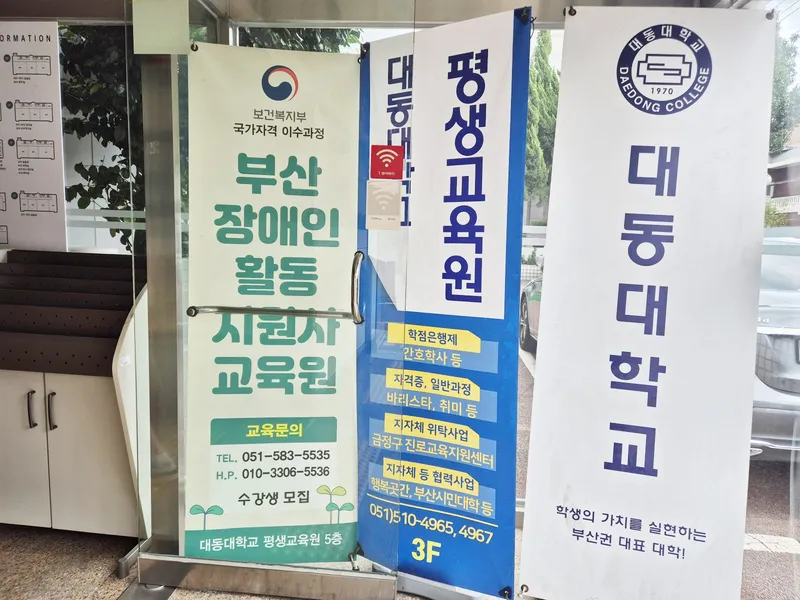 ORMATION
보건복지부
국가자격 이수과정
부산
장애인
활동
지원사
교육원
교육문의
TEL. 051-583-5535
H.P. 010-3306-5536
수강생 모집
대동대학교 평생교육원 5층
대동대학교
평생교육원
학점은행제
간호학사 등
자격증, 일반과정
바리스타, 취미 등
지자체 위탁사업
금정구 진로교육지원센터
지자체 등 협력사업
행복곳간, 부산시민대학 등
051)510-4965, 4967
3F
대동대학교
DAEDONG COLLEGE
1970
대동대학교
학생의 가치를 실현하는
부산권 대표 대학!